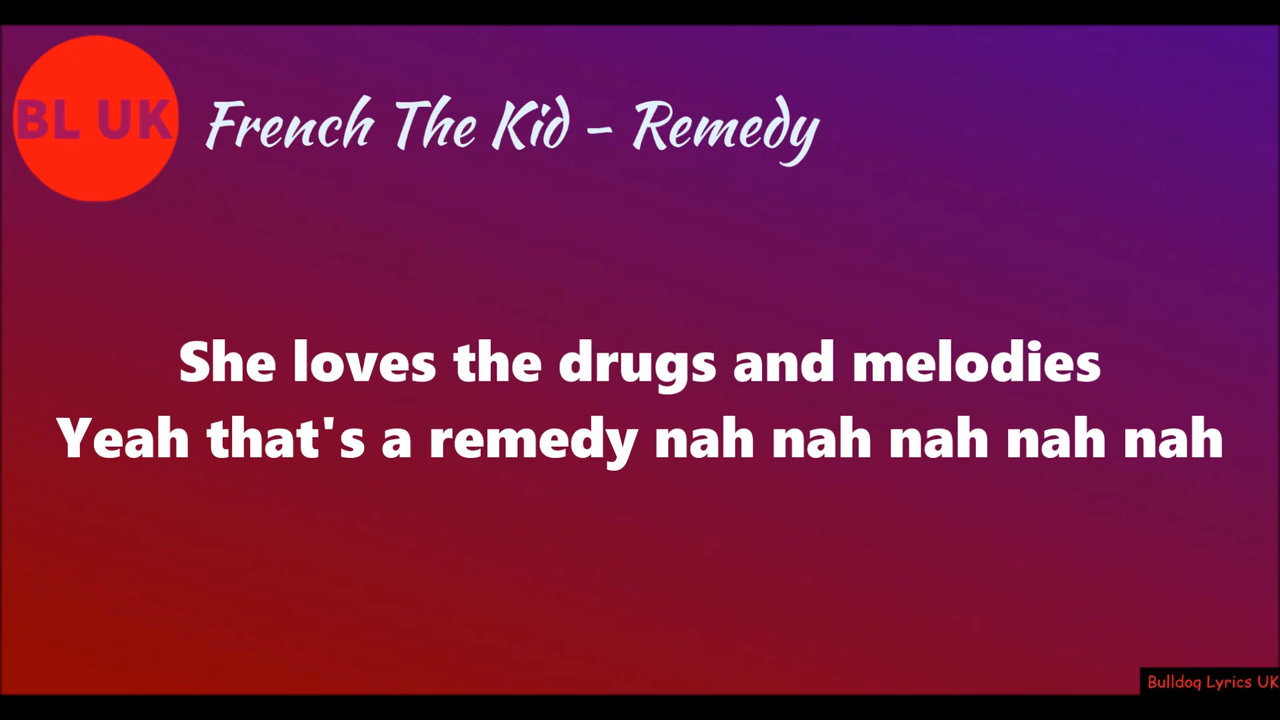 BL UK
French The Kid – Remedy
She loves the drugs and melodies
Yeah that's a remedy nah nah nah nah nah
Bulldog Lyrics UK